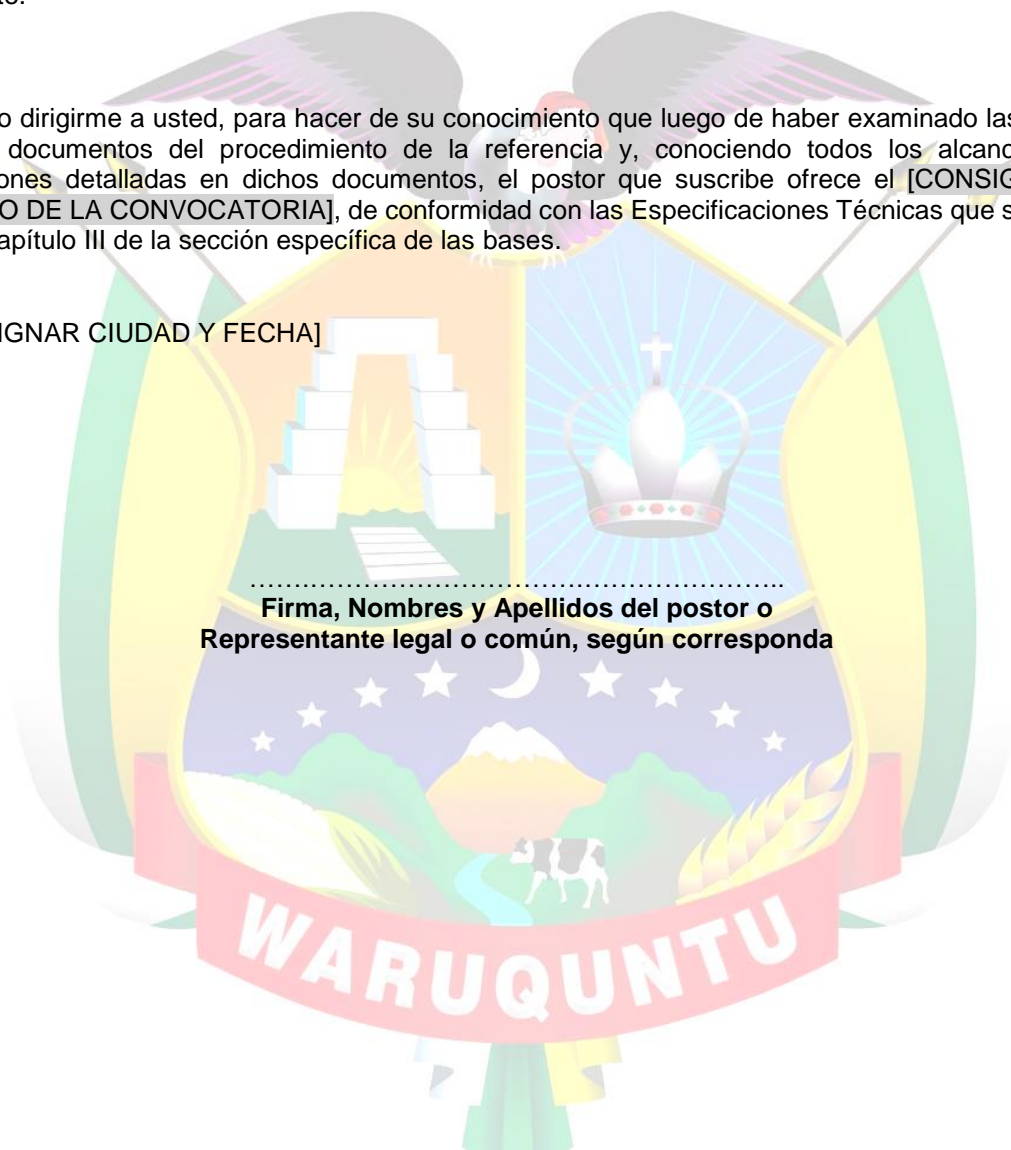 o dirigirme a usted, para hacer de su conocimiento que luego de haber examinado las
documentos del procedimiento de la referencia y, conociendo todos los alcanc
iones detalladas en dichos documentos, el postor que suscribe ofrece el [CONSIG
O DE LA CONVOCATORIA], de conformidad con las Especificaciones Técnicas que s
apítulo III de la sección específica de las bases.
IGNAR CIUDAD Y FECHA]
…….…………………………………………………..
Firma, Nombres y Apellidos del postor o
Representante legal o común, según corresponda
WARUQUNTU